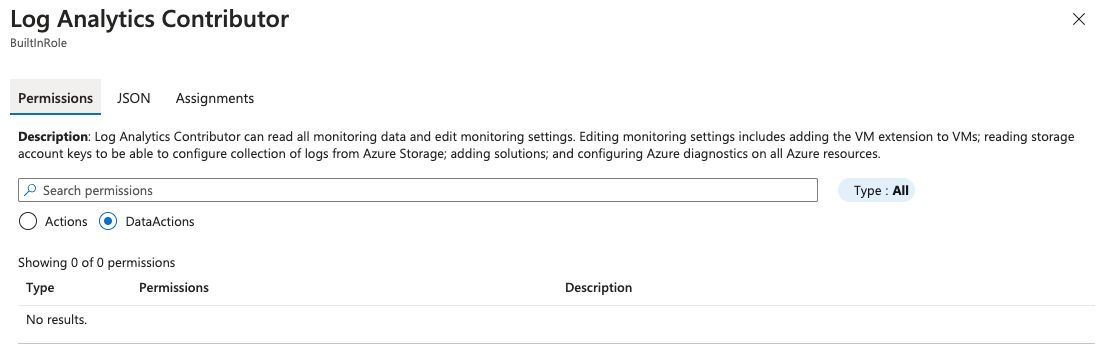 Log Analytics Contributor
BuiltInRole
Permissions JSON Assignments
Description: Log Analytics Contributor can read all monitoring data and edit monitoring settings. Editing monitoring settings includes adding the VM extension to VMs; reading storage
account keys to be able to configure collection of logs from Azure Storage; adding solutions; and configuring Azure diagnostics on all Azure resources.
Search permissions Type : All
Actions DataActions
Showing 0 of 0 permissions
Type Permissions Description
No results.